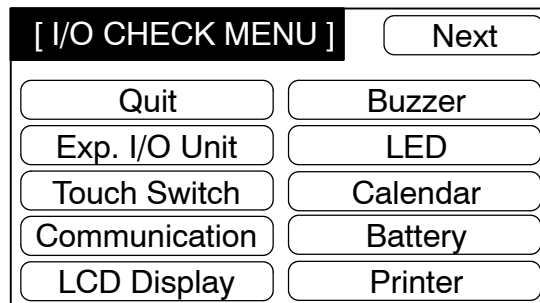 [ I/O CHECK MENU ] Next
Quit Buzzer
Exp. I/O Unit LED
Touch Switch Calendar
Communication Battery
LCD Display Printer